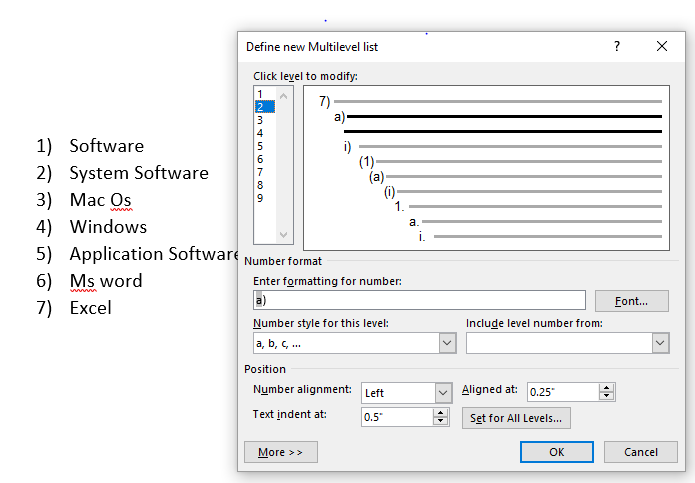 1) Software
2) System Software
3) Mac Os
4) Windows
5) Application Software
6) Ms word
7) Excel
Define new Multilevel list ? X
Click level to modify:
1
2
3
4
5
6
7
8
9
7)
a)
i)
(1)
(a)
(i)
1.
a.
i.
Number format
Enter formatting for number:
a) Font...
Number style for this level: Include level number from:
a, b, c, ...
Position
Number alignment: Left Aligned at: 0.25"
Text indent at: 0.5" Set for All Levels...
More >> OK Cancel